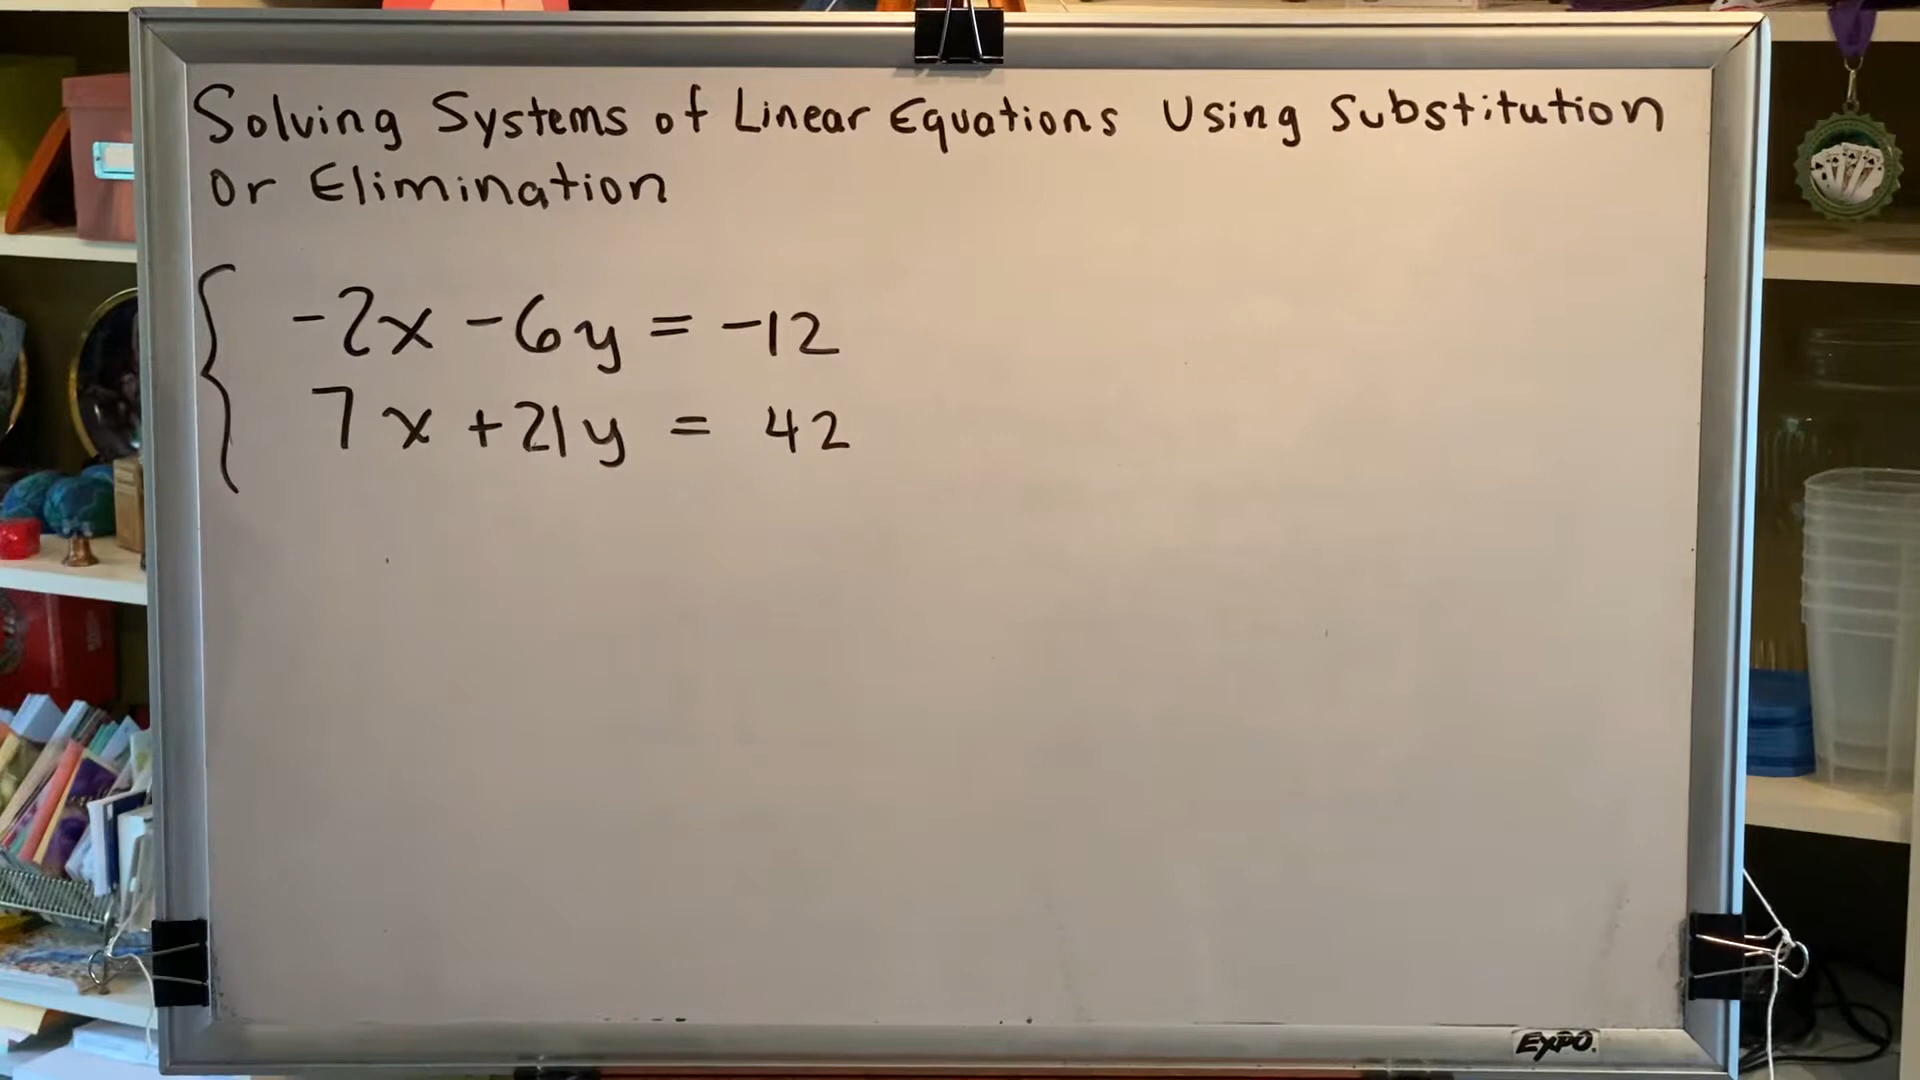 Solving Systems of Linear Equations Using Substitution
Or Elimination
-2x -6y = -12
7x +21y = 42
EXPO.